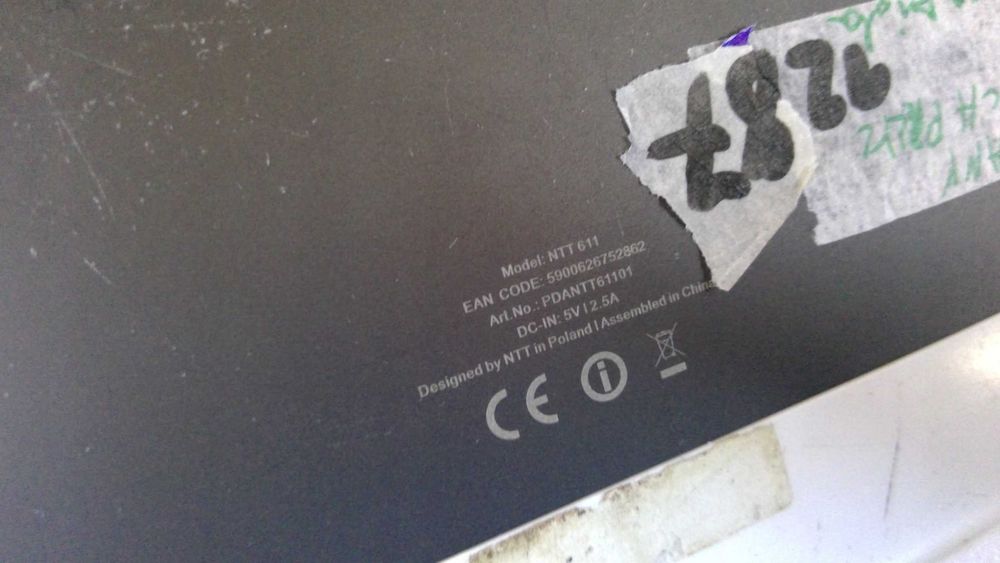 Model: NTT 611
EAN CODE: 5900626752862
Art.No.: PDANTT61101
DC-IN: 5V | 2.5A
Designed by NTT in Poland | Assembled in China
CE